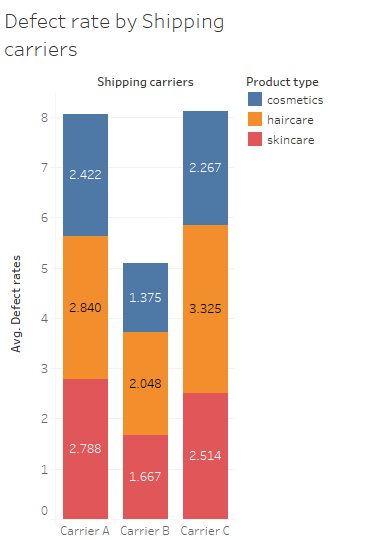 Defect rate by Shipping
carriers
Shipping carriers
Product type
cosmetics
haircare
skincare
Avg. Defect rates
8
7
6
5
4
3
2
1
0
2.422
2.840
2.788
1.375
2.048
1.667
2.267
3.325
2.514
Carrier A Carrier B Carrier C